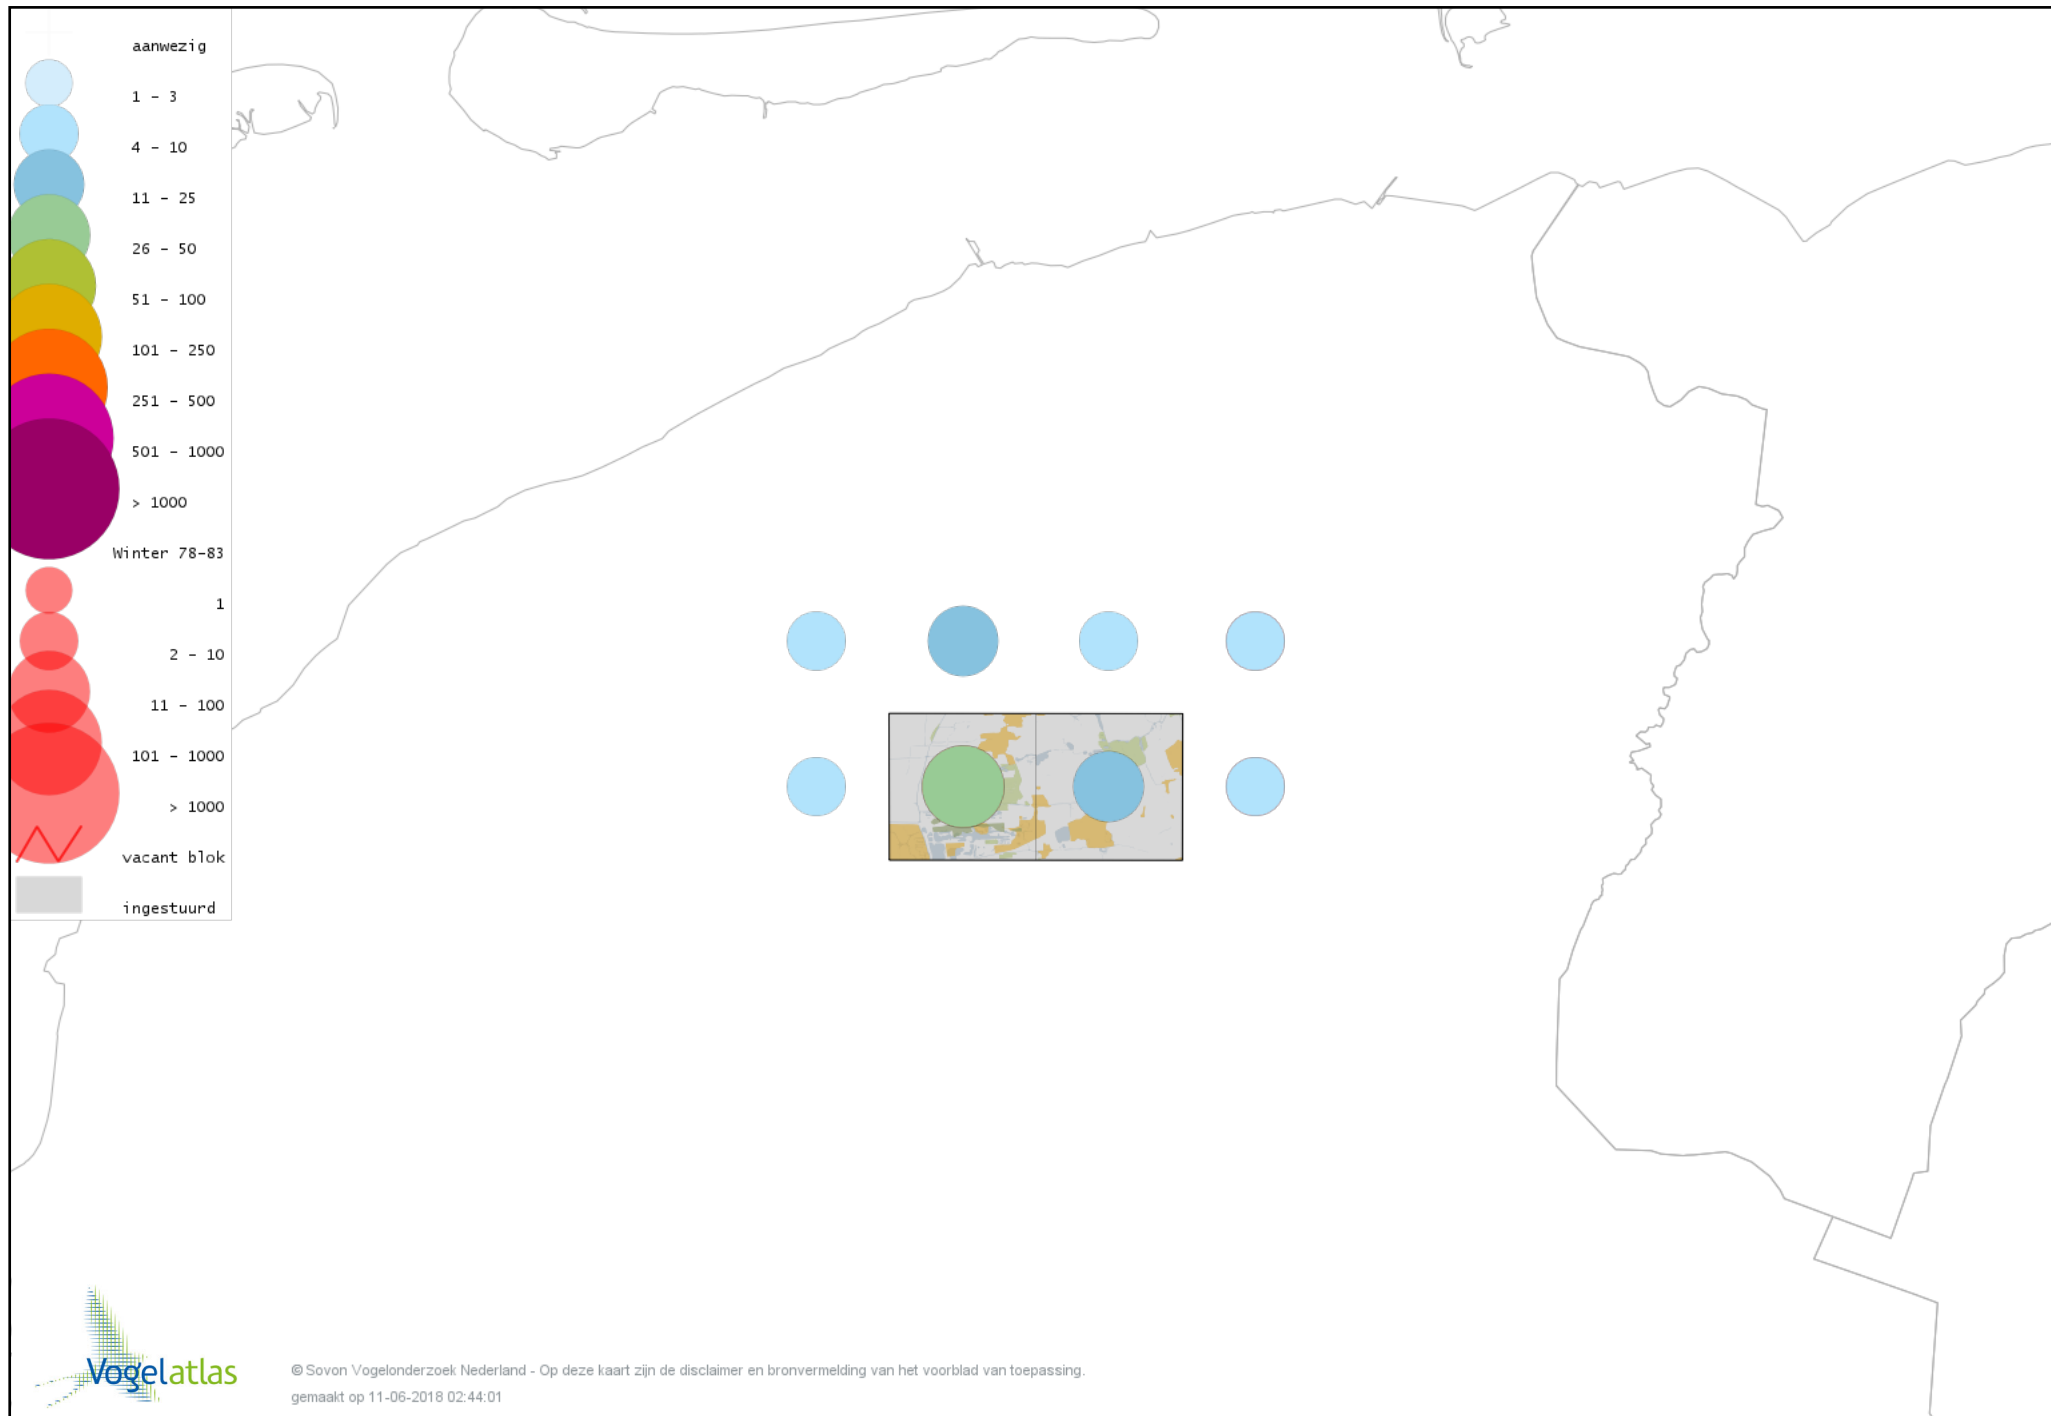 aanwezig
1 - 3
4 - 10
11 - 25
26 - 50
51 - 100
101 - 250
251 - 500
501 - 1000
> 1000
Winter 78-83
1
2 - 10
11 - 100
101 - 1000
> 1000
vacant blok
ingestuurd
Vogelatlas
© Sovon Vogelonderzoek Nederland - Op deze kaart zijn de disclaimer en bronvermelding van het voorblad van toepassing.
gemaakt op 11-06-2018 02:44:01